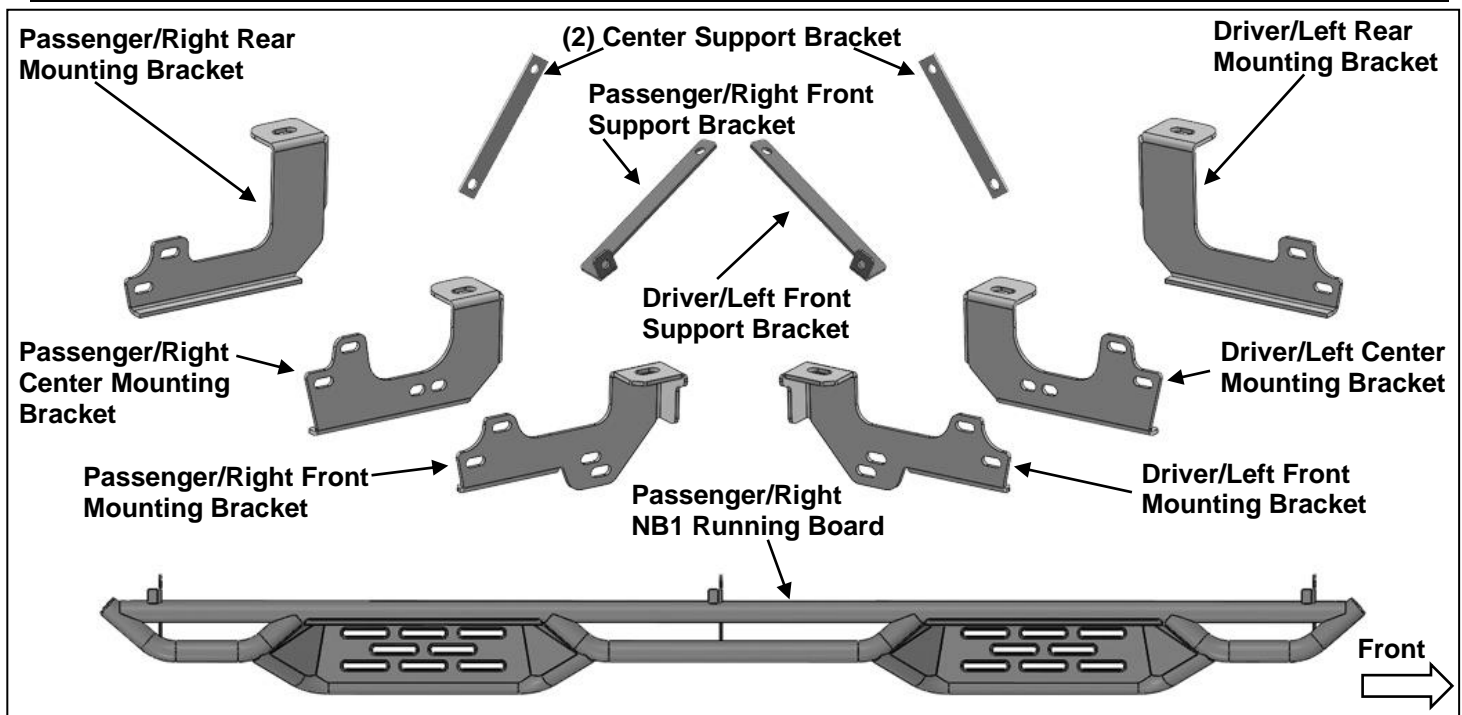 Passenger/Right Rear
Mounting Bracket
(2) Center Support Bracket
Driver/Left Rear
Mounting Bracket
Passenger/Right Front
Support Bracket
Driver/Left Front
Support Bracket
Passenger/Right
Center Mounting
Bracket
Driver/Left Center
Mounting Bracket
Passenger/Right Front
Mounting Bracket
Driver/Left Front
Mounting Bracket
Passenger/Right
NB1 Running Board
Front